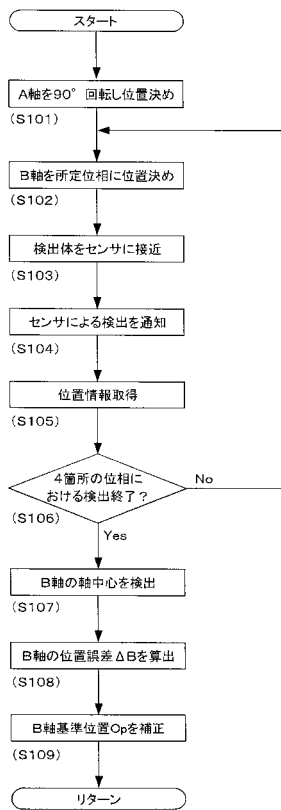 スタート
A軸を90°回転し位置決め
(S101)
B軸を所定位相に位置決め
(S102)
検出体をセンサに接近
(S103)
センサによる検出を通知
(S104)
位置情報取得
(S105)
4箇所の位相に
おける検出終了？
No
(S106)
Yes
B軸の軸中心を検出
(S107)
B軸の位置誤差ΔBを算出
(S108)
B軸基準位置Opを補正
(S109)
リターン